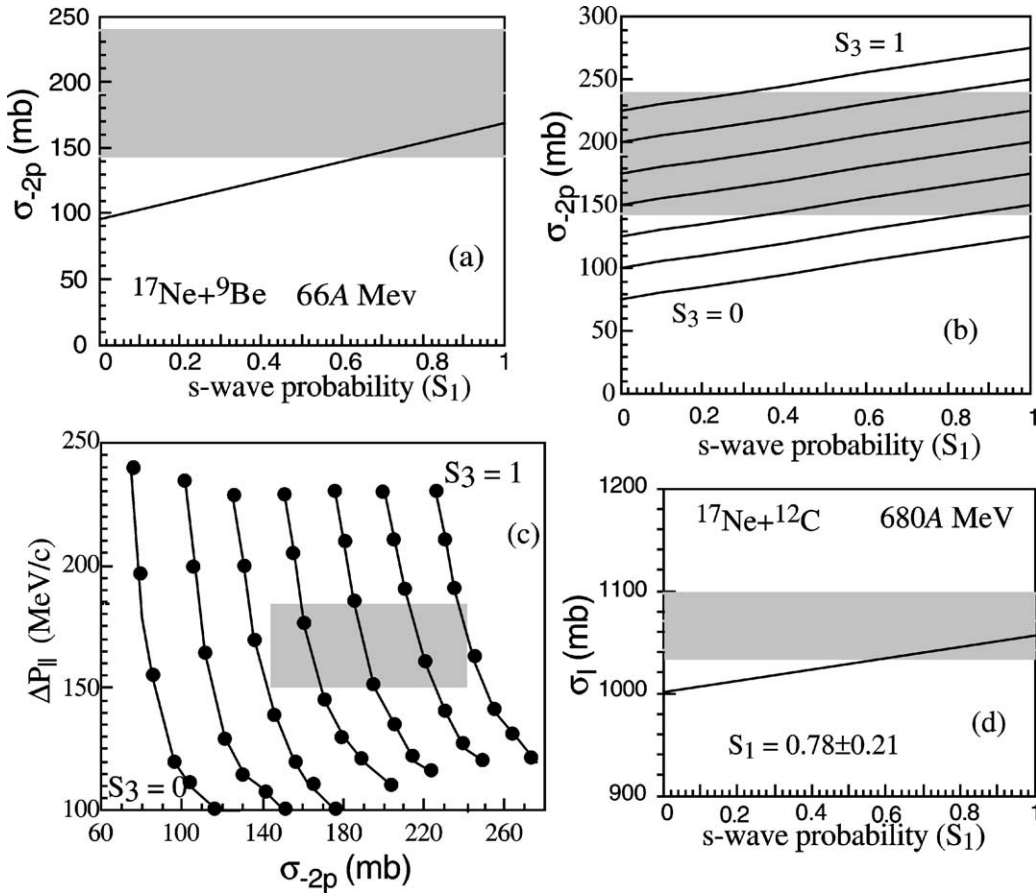 250
200
150
100
50
0
σ-2p (mb)
(a)
¹⁷Ne+⁹Be 66A Mev
0 0.2 0.4 0.6 0.8 1
s-wave probability (S₁)
300
250
200
150
100
50
0
σ-2p (mb)
S₃ = 1
S₃ = 0
(b)
0 0.2 0.4 0.6 0.8 1
s-wave probability (S₁)
250
200
150
100
ΔP|| (MeV/c)
S₃ = 1
(c)
S₃ = 0
60 100 140 180 220 260
σ-2p (mb)
1200
1100
1000
900
σI (mb)
¹⁷Ne+¹²C 680A MeV
(d)
S₁ = 0.78±0.21
0 0.2 0.4 0.6 0.8 1
s-wave probability (S₁)